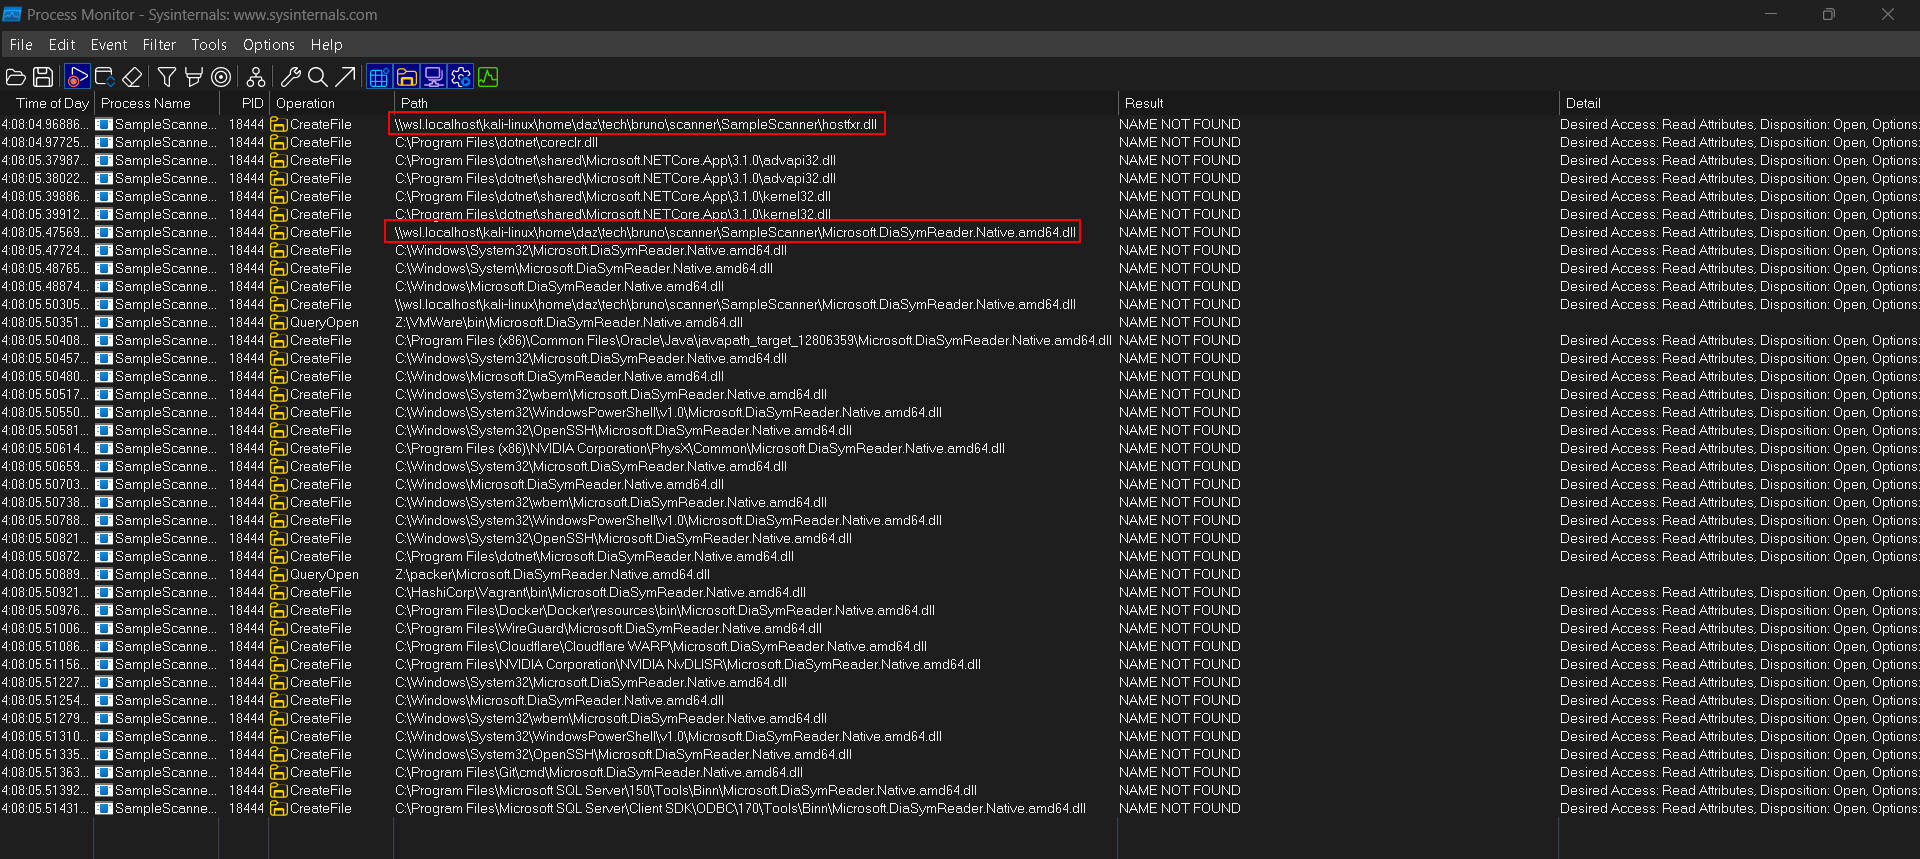 Process Monitor - Sysinternals: www.sysinternals.com
File Edit Event Filter Tools Options Help
Time of Day Process Name PID Operation Path Result Detail
4:08:04.96886... SampleScanne... 18444 CreateFile \\wsl.localhost\kali-linux\home\daz\tech\bruno\scanner\SampleScanner\hostfxr.dll NAME NOT FOUND Desired Access: Read Attributes, Disposition: Open, Options:
4:08:04.97725... SampleScanne... 18444 CreateFile C:\Program Files\dotnet\coreclr.dll NAME NOT FOUND Desired Access: Read Attributes, Disposition: Open, Options:
4:08:05.37987... SampleScanne... 18444 CreateFile C:\Program Files\dotnet\shared\Microsoft.NETCore.App\3.1.0\advapi32.dll NAME NOT FOUND Desired Access: Read Attributes, Disposition: Open, Options:
4:08:05.38022... SampleScanne... 18444 CreateFile C:\Program Files\dotnet\shared\Microsoft.NETCore.App\3.1.0\advapi32.dll NAME NOT FOUND Desired Access: Read Attributes, Disposition: Open, Options:
4:08:05.39886... SampleScanne... 18444 CreateFile C:\Program Files\dotnet\shared\Microsoft.NETCore.App\3.1.0\kernel32.dll NAME NOT FOUND Desired Access: Read Attributes, Disposition: Open, Options:
4:08:05.39912... SampleScanne... 18444 CreateFile C:\Program Files\dotnet\shared\Microsoft.NETCore.App\3.1.0\kernel32.dll NAME NOT FOUND Desired Access: Read Attributes, Disposition: Open, Options:
4:08:05.47569... SampleScanne... 18444 CreateFile \\wsl.localhost\kali-linux\home\daz\tech\bruno\scanner\SampleScanner\Microsoft.DiaSymReader.Native.amd64.dll NAME NOT FOUND Desired Access: Read Attributes, Disposition: Open, Options:
4:08:05.47724... SampleScanne... 18444 CreateFile C:\Windows\System32\Microsoft.DiaSymReader.Native.amd64.dll NAME NOT FOUND Desired Access: Read Attributes, Disposition: Open, Options:
4:08:05.48765... SampleScanne... 18444 CreateFile C:\Windows\System\Microsoft.DiaSymReader.Native.amd64.dll NAME NOT FOUND Desired Access: Read Attributes, Disposition: Open, Options:
4:08:05.48874... SampleScanne... 18444 CreateFile C:\Windows\Microsoft.DiaSymReader.Native.amd64.dll NAME NOT FOUND Desired Access: Read Attributes, Disposition: Open, Options:
4:08:05.50305... SampleScanne... 18444 CreateFile \\wsl.localhost\kali-linux\home\daz\tech\bruno\scanner\SampleScanner\Microsoft.DiaSymReader.Native.amd64.dll NAME NOT FOUND Desired Access: Read Attributes, Disposition: Open, Options:
4:08:05.50351... SampleScanne... 18444 QueryOpen Z:\VMWare\bin\Microsoft.DiaSymReader.Native.amd64.dll NAME NOT FOUND
4:08:05.50408... SampleScanne... 18444 CreateFile C:\Program Files (x86)\Common Files\Oracle\Java\javapath_target_12806359\Microsoft.DiaSymReader.Native.amd64.dll NAME NOT FOUND Desired Access: Read Attributes, Disposition: Open, Options:
4:08:05.50457... SampleScanne... 18444 CreateFile C:\Windows\System32\Microsoft.DiaSymReader.Native.amd64.dll NAME NOT FOUND Desired Access: Read Attributes, Disposition: Open, Options:
4:08:05.50480... SampleScanne... 18444 CreateFile C:\Windows\Microsoft.DiaSymReader.Native.amd64.dll NAME NOT FOUND Desired Access: Read Attributes, Disposition: Open, Options:
4:08:05.50517... SampleScanne... 18444 CreateFile C:\Windows\System32\wbem\Microsoft.DiaSymReader.Native.amd64.dll NAME NOT FOUND Desired Access: Read Attributes, Disposition: Open, Options:
4:08:05.50550... SampleScanne... 18444 CreateFile C:\Windows\System32\WindowsPowerShell\v1.0\Microsoft.DiaSymReader.Native.amd64.dll NAME NOT FOUND Desired Access: Read Attributes, Disposition: Open, Options:
4:08:05.50581... SampleScanne... 18444 CreateFile C:\Windows\System32\OpenSSH\Microsoft.DiaSymReader.Native.amd64.dll NAME NOT FOUND Desired Access: Read Attributes, Disposition: Open, Options:
4:08:05.50614... SampleScanne... 18444 CreateFile C:\Program Files (x86)\NVIDIA Corporation\PhysX\Common\Microsoft.DiaSymReader.Native.amd64.dll NAME NOT FOUND Desired Access: Read Attributes, Disposition: Open, Options:
4:08:05.50659... SampleScanne... 18444 CreateFile C:\Windows\System32\Microsoft.DiaSymReader.Native.amd64.dll NAME NOT FOUND Desired Access: Read Attributes, Disposition: Open, Options:
4:08:05.50703... SampleScanne... 18444 CreateFile C:\Windows\Microsoft.DiaSymReader.Native.amd64.dll NAME NOT FOUND Desired Access: Read Attributes, Disposition: Open, Options:
4:08:05.50738... SampleScanne... 18444 CreateFile C:\Windows\System32\wbem\Microsoft.DiaSymReader.Native.amd64.dll NAME NOT FOUND Desired Access: Read Attributes, Disposition: Open, Options:
4:08:05.50788... SampleScanne... 18444 CreateFile C:\Windows\System32\WindowsPowerShell\v1.0\Microsoft.DiaSymReader.Native.amd64.dll NAME NOT FOUND Desired Access: Read Attributes, Disposition: Open, Options:
4:08:05.50821... SampleScanne... 18444 CreateFile C:\Windows\System32\OpenSSH\Microsoft.DiaSymReader.Native.amd64.dll NAME NOT FOUND Desired Access: Read Attributes, Disposition: Open, Options:
4:08:05.50872... SampleScanne... 18444 CreateFile C:\Program Files\dotnet\Microsoft.DiaSymReader.Native.amd64.dll NAME NOT FOUND Desired Access: Read Attributes, Disposition: Open, Options:
4:08:05.50889... SampleScanne... 18444 QueryOpen Z:\packer\Microsoft.DiaSymReader.Native.amd64.dll NAME NOT FOUND
4:08:05.50921... SampleScanne... 18444 CreateFile C:\HashiCorp\Vagrant\bin\Microsoft.DiaSymReader.Native.amd64.dll NAME NOT FOUND Desired Access: Read Attributes, Disposition: Open, Options:
4:08:05.50976... SampleScanne... 18444 CreateFile C:\Program Files\Docker\Docker\resources\bin\Microsoft.DiaSymReader.Native.amd64.dll NAME NOT FOUND Desired Access: Read Attributes, Disposition: Open, Options:
4:08:05.51006... SampleScanne... 18444 CreateFile C:\Program Files\WireGuard\Microsoft.DiaSymReader.Native.amd64.dll NAME NOT FOUND Desired Access: Read Attributes, Disposition: Open, Options:
4:08:05.51086... SampleScanne... 18444 CreateFile C:\Program Files\Cloudflare\Cloudflare WARP\Microsoft.DiaSymReader.Native.amd64.dll NAME NOT FOUND Desired Access: Read Attributes, Disposition: Open, Options:
4:08:05.51156... SampleScanne... 18444 CreateFile C:\Program Files\NVIDIA Corporation\NVIDIA NvDLISR\Microsoft.DiaSymReader.Native.amd64.dll NAME NOT FOUND Desired Access: Read Attributes, Disposition: Open, Options:
4:08:05.51227... SampleScanne... 18444 CreateFile C:\Windows\System32\Microsoft.DiaSymReader.Native.amd64.dll NAME NOT FOUND Desired Access: Read Attributes, Disposition: Open, Options:
4:08:05.51254... SampleScanne... 18444 CreateFile C:\Windows\Microsoft.DiaSymReader.Native.amd64.dll NAME NOT FOUND Desired Access: Read Attributes, Disposition: Open, Options:
4:08:05.51279... SampleScanne... 18444 CreateFile C:\Windows\System32\wbem\Microsoft.DiaSymReader.Native.amd64.dll NAME NOT FOUND Desired Access: Read Attributes, Disposition: Open, Options:
4:08:05.51310... SampleScanne... 18444 CreateFile C:\Windows\System32\WindowsPowerShell\v1.0\Microsoft.DiaSymReader.Native.amd64.dll NAME NOT FOUND Desired Access: Read Attributes, Disposition: Open, Options:
4:08:05.51335... SampleScanne... 18444 CreateFile C:\Windows\System32\OpenSSH\Microsoft.DiaSymReader.Native.amd64.dll NAME NOT FOUND Desired Access: Read Attributes, Disposition: Open, Options:
4:08:05.51363... SampleScanne... 18444 CreateFile C:\Program Files\Git\cmd\Microsoft.DiaSymReader.Native.amd64.dll NAME NOT FOUND Desired Access: Read Attributes, Disposition: Open, Options:
4:08:05.51392... SampleScanne... 18444 CreateFile C:\Program Files\Microsoft SQL Server\150\Tools\Binn\Microsoft.DiaSymReader.Native.amd64.dll NAME NOT FOUND Desired Access: Read Attributes, Disposition: Open, Options:
4:08:05.51431... SampleScanne... 18444 CreateFile C:\Program Files\Microsoft SQL Server\Client SDK\ODBC\170\Tools\Binn\Microsoft.DiaSymReader.Native.amd64.dll NAME NOT FOUND Desired Access: Read Attributes, Disposition: Open, Options: